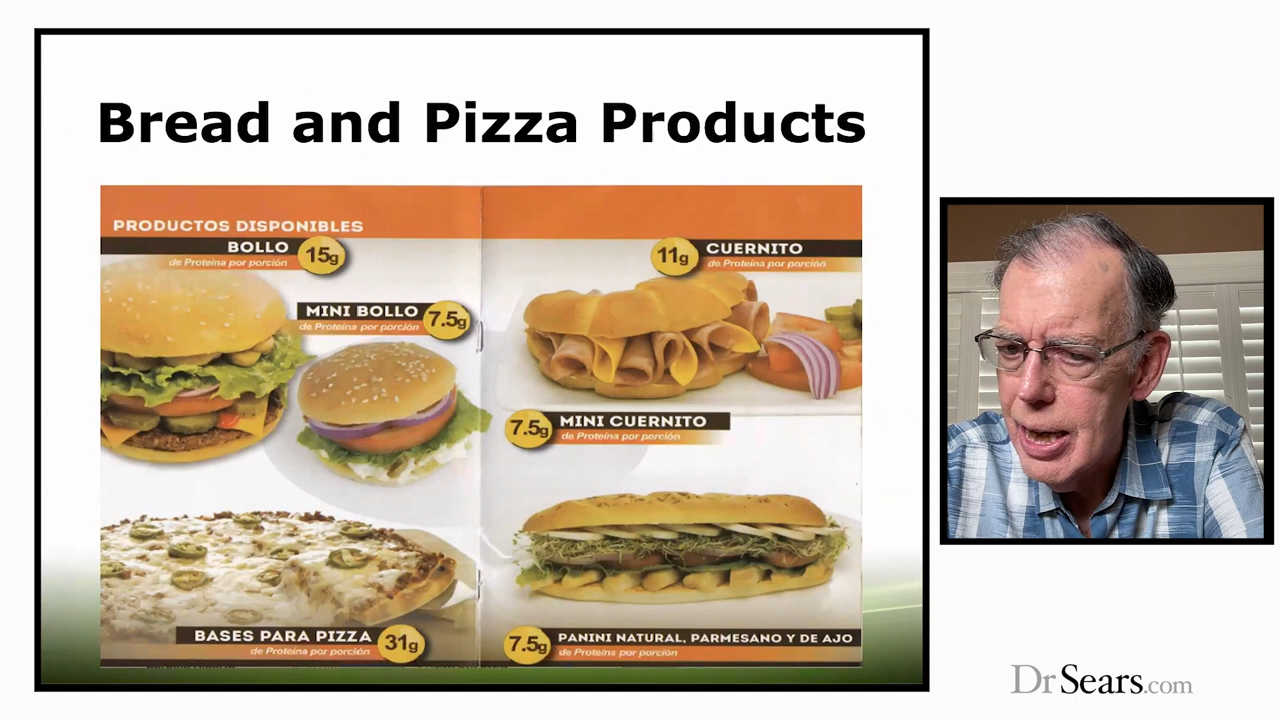 Bread and Pizza Products
PRODUCTOS DISPONIBLES
BOLLO
de Proteína por porción
15g
MINI BOLLO
de Proteína por porción
7.5g
11g
CUERNITO
de Proteína por porción
7.5g
MINI CUERNITO
de Proteína por porción
BASES PARA PIZZA
de Proteína por porción
31g
7.5g
PANINI NATURAL, PARMESANO Y DE AJO
de Proteína por porción
DrSears.com